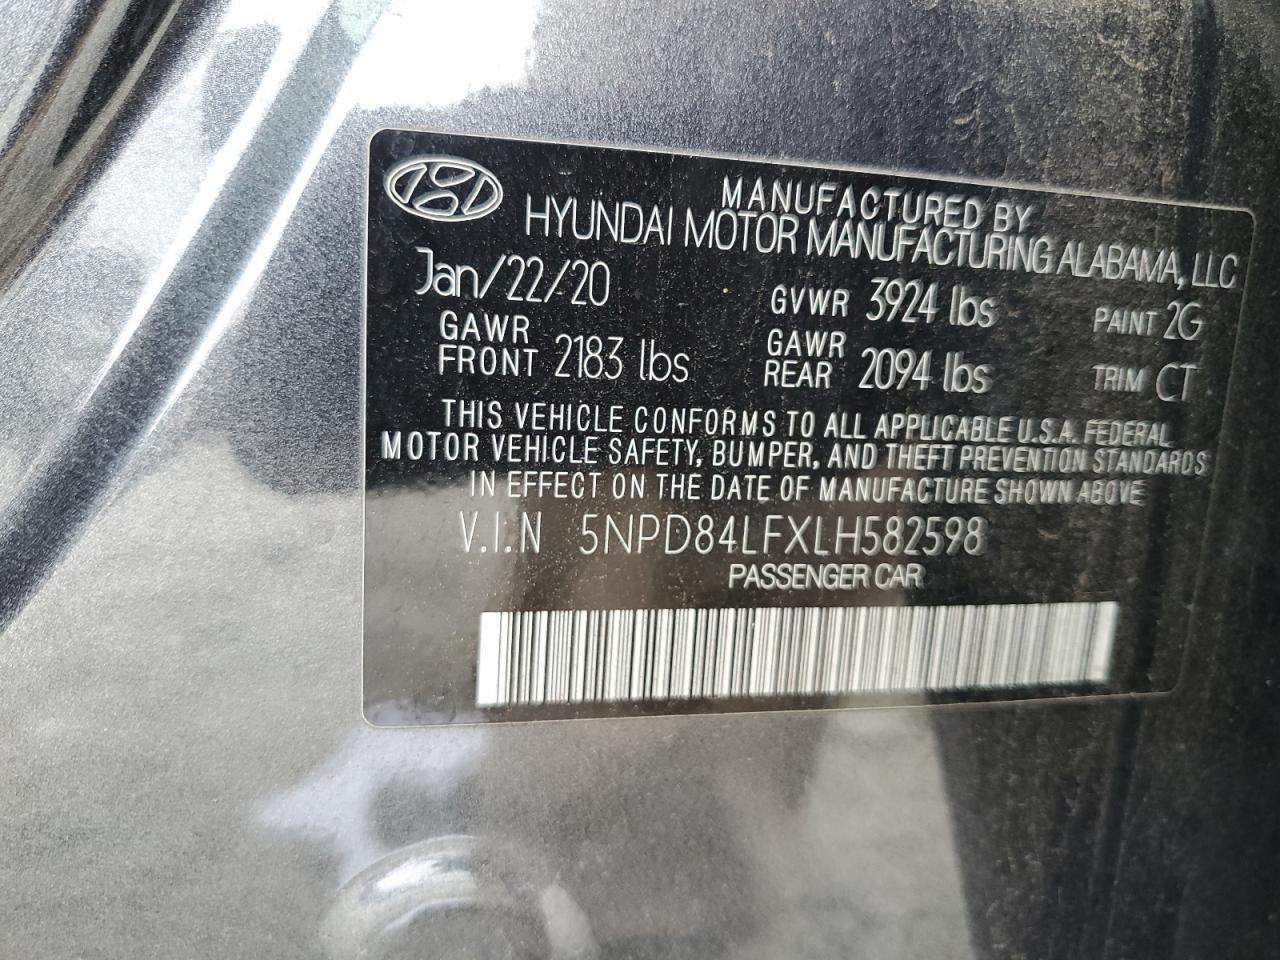 MANUFACTURED BY
HYUNDAI MOTOR MANUFACTURING ALABAMA, LLC
Jan/22/20 GVWR 3924 lbs PAINT 2G
GAWR FRONT 2183 lbs GAWR REAR 2094 lbs TRIM CT
THIS VEHICLE CONFORMS TO ALL APPLICABLE U.S.A. FEDERAL
MOTOR VEHICLE SAFETY, BUMPER, AND THEFT PREVENTION STANDARDS
IN EFFECT ON THE DATE OF MANUFACTURE SHOWN ABOVE
V.I.N 5NPD84LFXLH582598
PASSENGER CAR